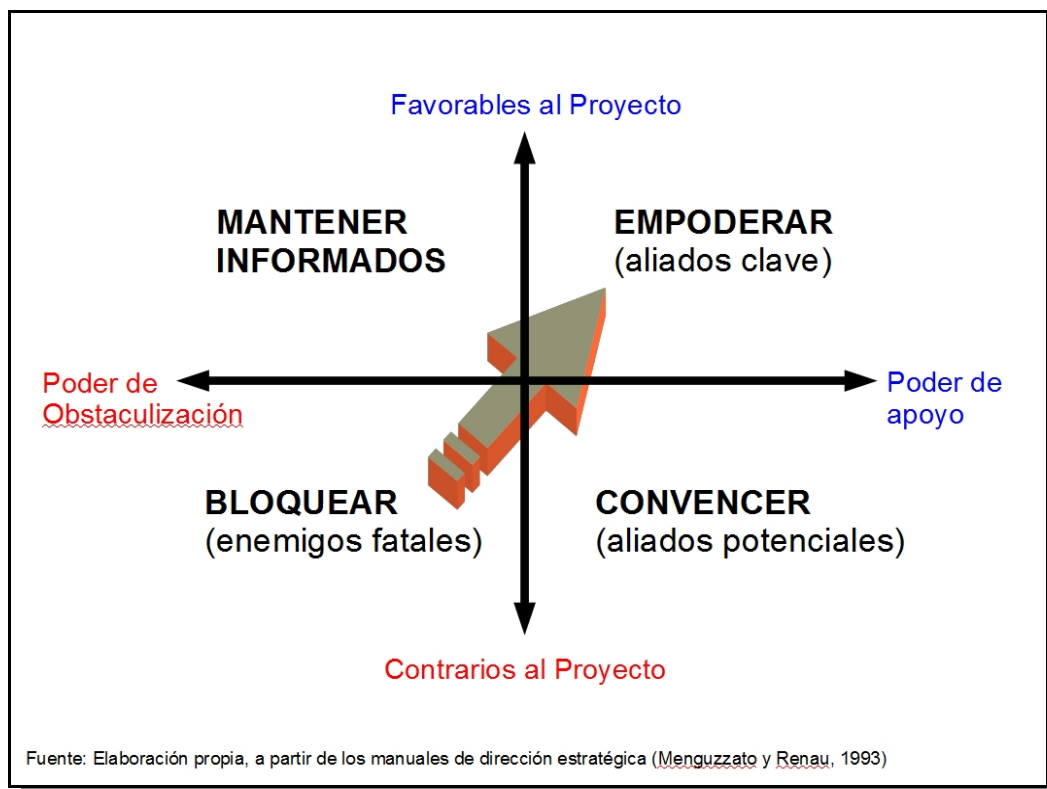 Favorables al Proyecto
MANTENER
INFORMADOS
EMPODERAR
(aliados clave)
Poder de
Obstaculización
Poder de
apoyo
BLOQUEAR
(enemigos fatales)
CONVENCER
(aliados potenciales)
Contrarios al Proyecto
Fuente: Elaboración propia, a partir de los manuales de dirección estratégica (Menguzzato y Renau, 1993)